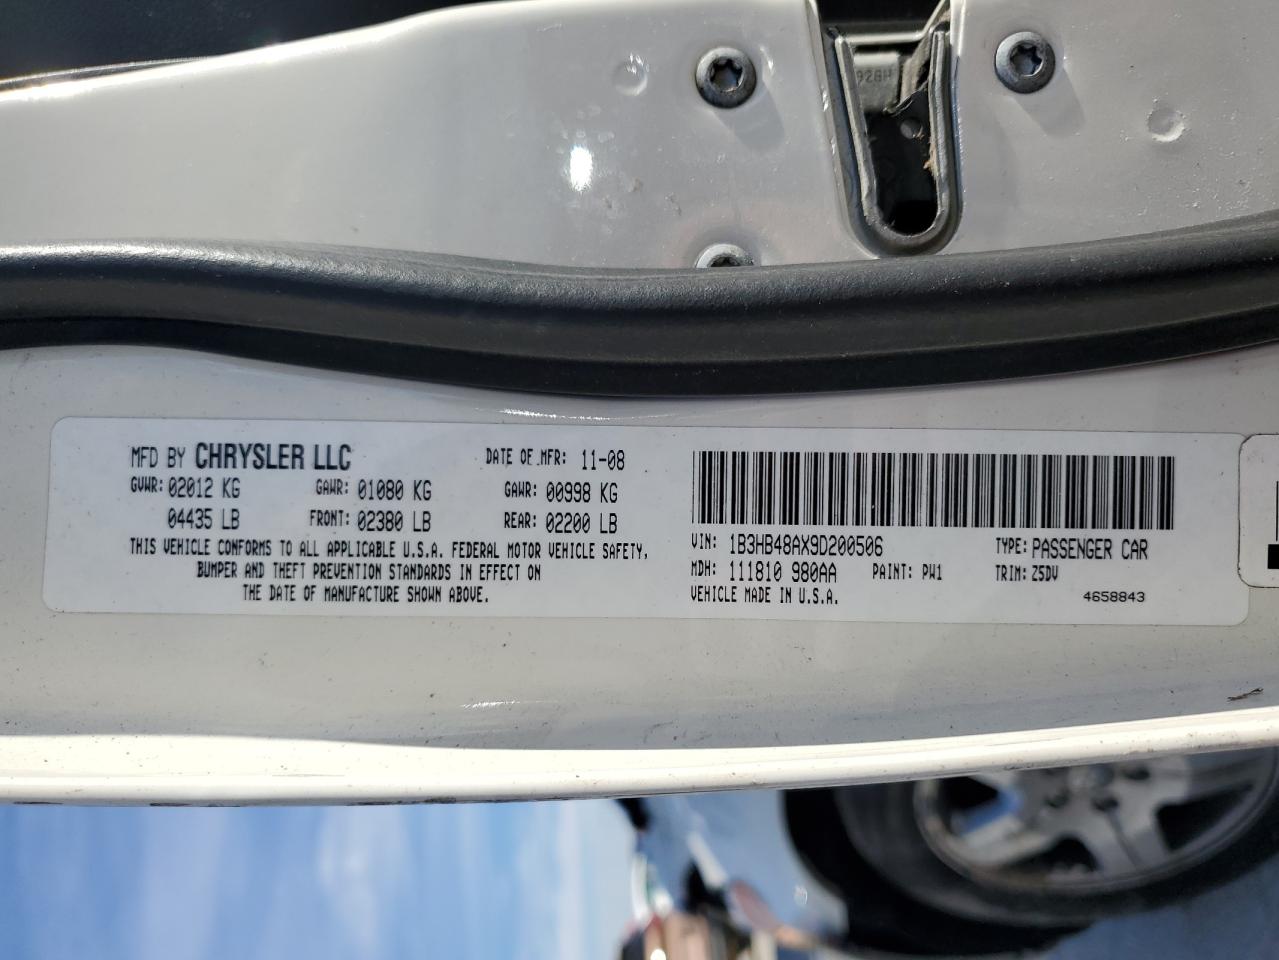 92GH
MFD BY CHRYSLER LLC DATE OF MFR: 11-08
GVWR: 02012 KG GAWR: 01080 KG GAWR: 00998 KG
04435 LB FRONT: 02380 LB REAR: 02200 LB
THIS VEHICLE CONFORMS TO ALL APPLICABLE U.S.A. FEDERAL MOTOR VEHICLE SAFETY,
BUMPER AND THEFT PREVENTION STANDARDS IN EFFECT ON
THE DATE OF MANUFACTURE SHOWN ABOVE.
VIN: 1B3HB48AX9D200506 TYPE: PASSENGER CAR
MDH: 111810 980AA PAINT: PW1 TRIM: Z5DV
VEHICLE MADE IN U.S.A. 4658843